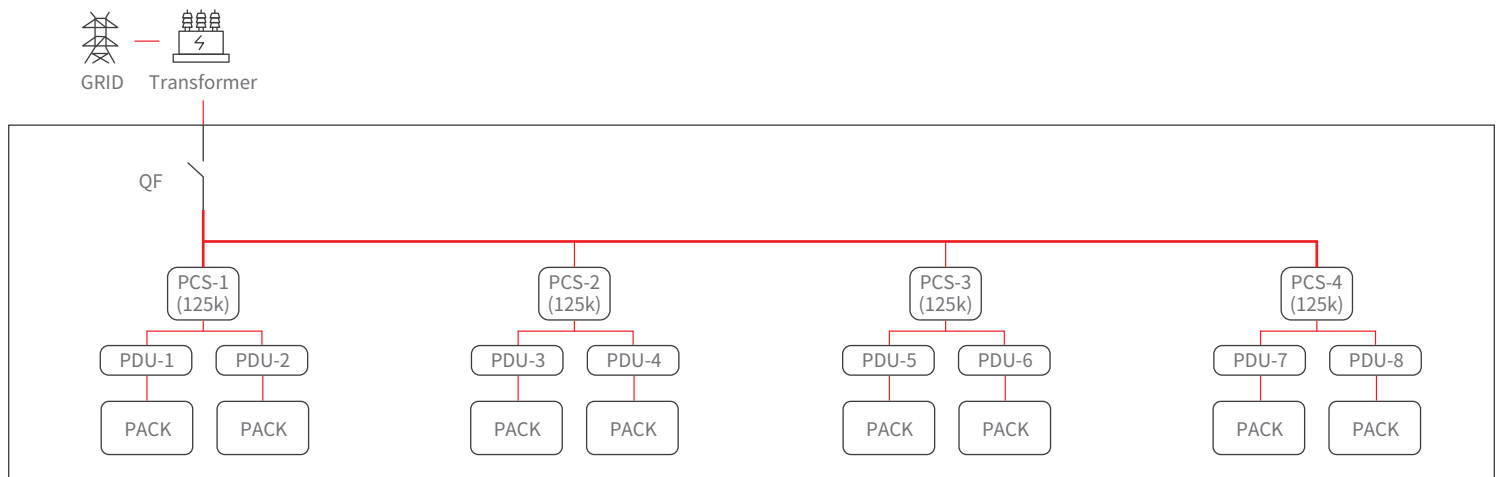 GRID
Transformer
QF
PCS-1
(125k)
PCS-2
(125k)
PCS-3
(125k)
PCS-4
(125k)
PDU-1
PDU-2
PDU-3
PDU-4
PDU-5
PDU-6
PDU-7
PDU-8
PACK
PACK
PACK
PACK
PACK
PACK
PACK
PACK